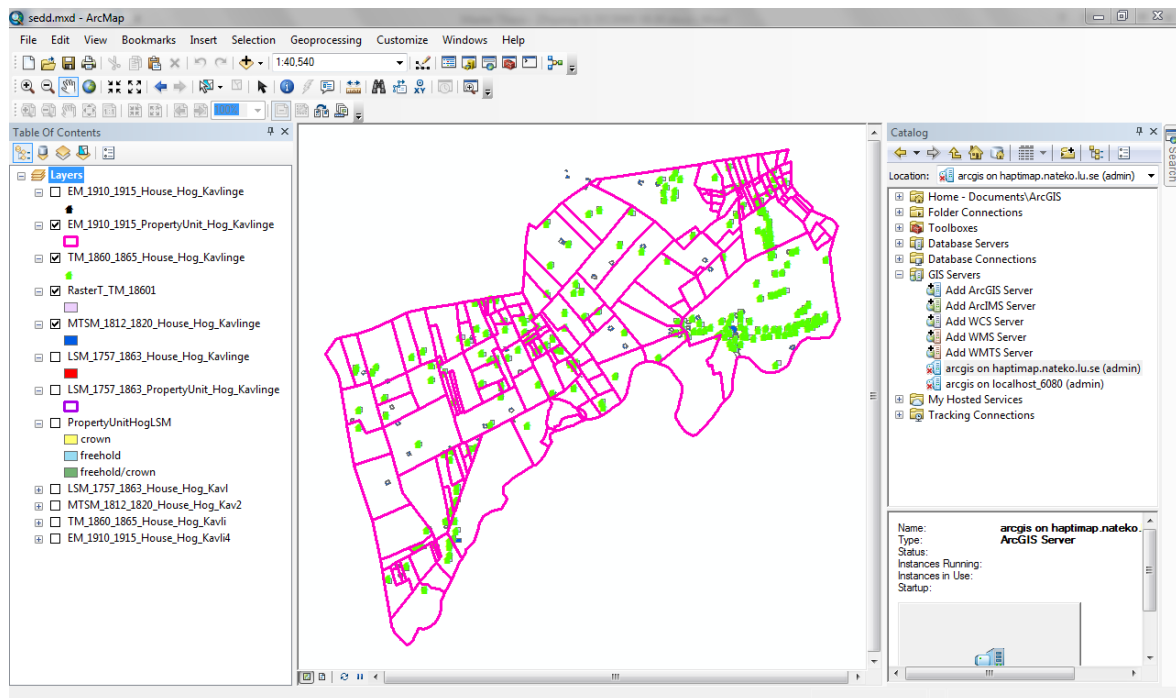 sedd.mxd - ArcMap
File Edit View Bookmarks Insert Selection Geoprocessing Customize Windows Help
1:40,540
Table Of Contents
Layers
EM_1910_1915_House_Hog_Kavlinge
EM_1910_1915_PropertyUnit_Hog_Kavlinge
TM_1860_1865_House_Hog_Kavlinge
RasterT_TM_18601
MTSM_1812_1820_House_Hog_Kavlinge
LSM_1757_1863_House_Hog_Kavlinge
LSM_1757_1863_PropertyUnit_Hog_Kavlinge
PropertyUnitHogLSM
crown
freehold
freehold/crown
LSM_1757_1863_House_Hog_Kavl
MTSM_1812_1820_House_Hog_Kav2
TM_1860_1865_House_Hog_Kavli
EM_1910_1915_House_Hog_Kavli4
Catalog
Location: arcgis on haptimap.nateko.lu.se (admin)
Home - Documents\ArcGIS
Folder Connections
Toolboxes
Database Servers
Database Connections
GIS Servers
Add ArcGIS Server
Add ArcIMS Server
Add WCS Server
Add WMS Server
Add WMTS Server
arcgis on haptimap.nateko.lu.se (admin)
arcgis on localhost_6080 (admin)
My Hosted Services
Tracking Connections
Name: arcgis on haptimap.nateko.
Type: ArcGIS Server
Status:
Instances Running:
Instances in Use:
Startup:
Search